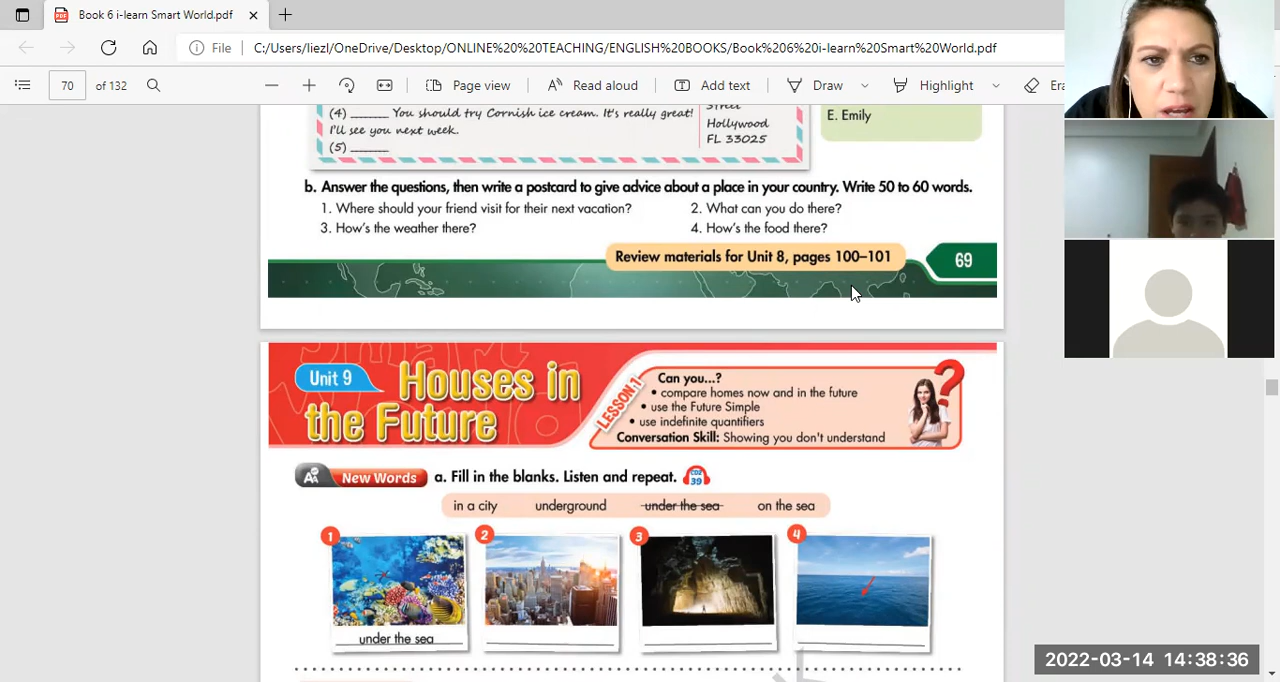 Book 6 i-learn Smart World.pdf
File C:/Users/liezl/OneDrive/Desktop/ONLINE%20%20TEACHING/ENGLISH%20BOOKS/Book%206%20i-learn%20Smart%20World.pdf
70 of 132 Page view Read aloud Add text Draw Highlight
(4) ______ You should try Cornish ice cream. It's really great!
I'll see you next week.
(5) ______
Street
Hollywood
FL 33025
E. Emily
b. Answer the questions, then write a postcard to give advice about a place in your country. Write 50 to 60 words.
1. Where should your friend visit for their next vacation? 2. What can you do there?
3. How's the weather there? 4. How's the food there?
Review materials for Unit 8, pages 100–101
69
Unit 9
Houses in
the Future
LESSON 1
Can you...?
• compare homes now and in the future
• use the Future Simple
• use indefinite quantifiers
Conversation Skill: Showing you don't understand
New Words a. Fill in the blanks. Listen and repeat. CD2 39
in a city underground under the sea on the sea
1 2 3 4
under the sea
2022-03-14 14:38:36